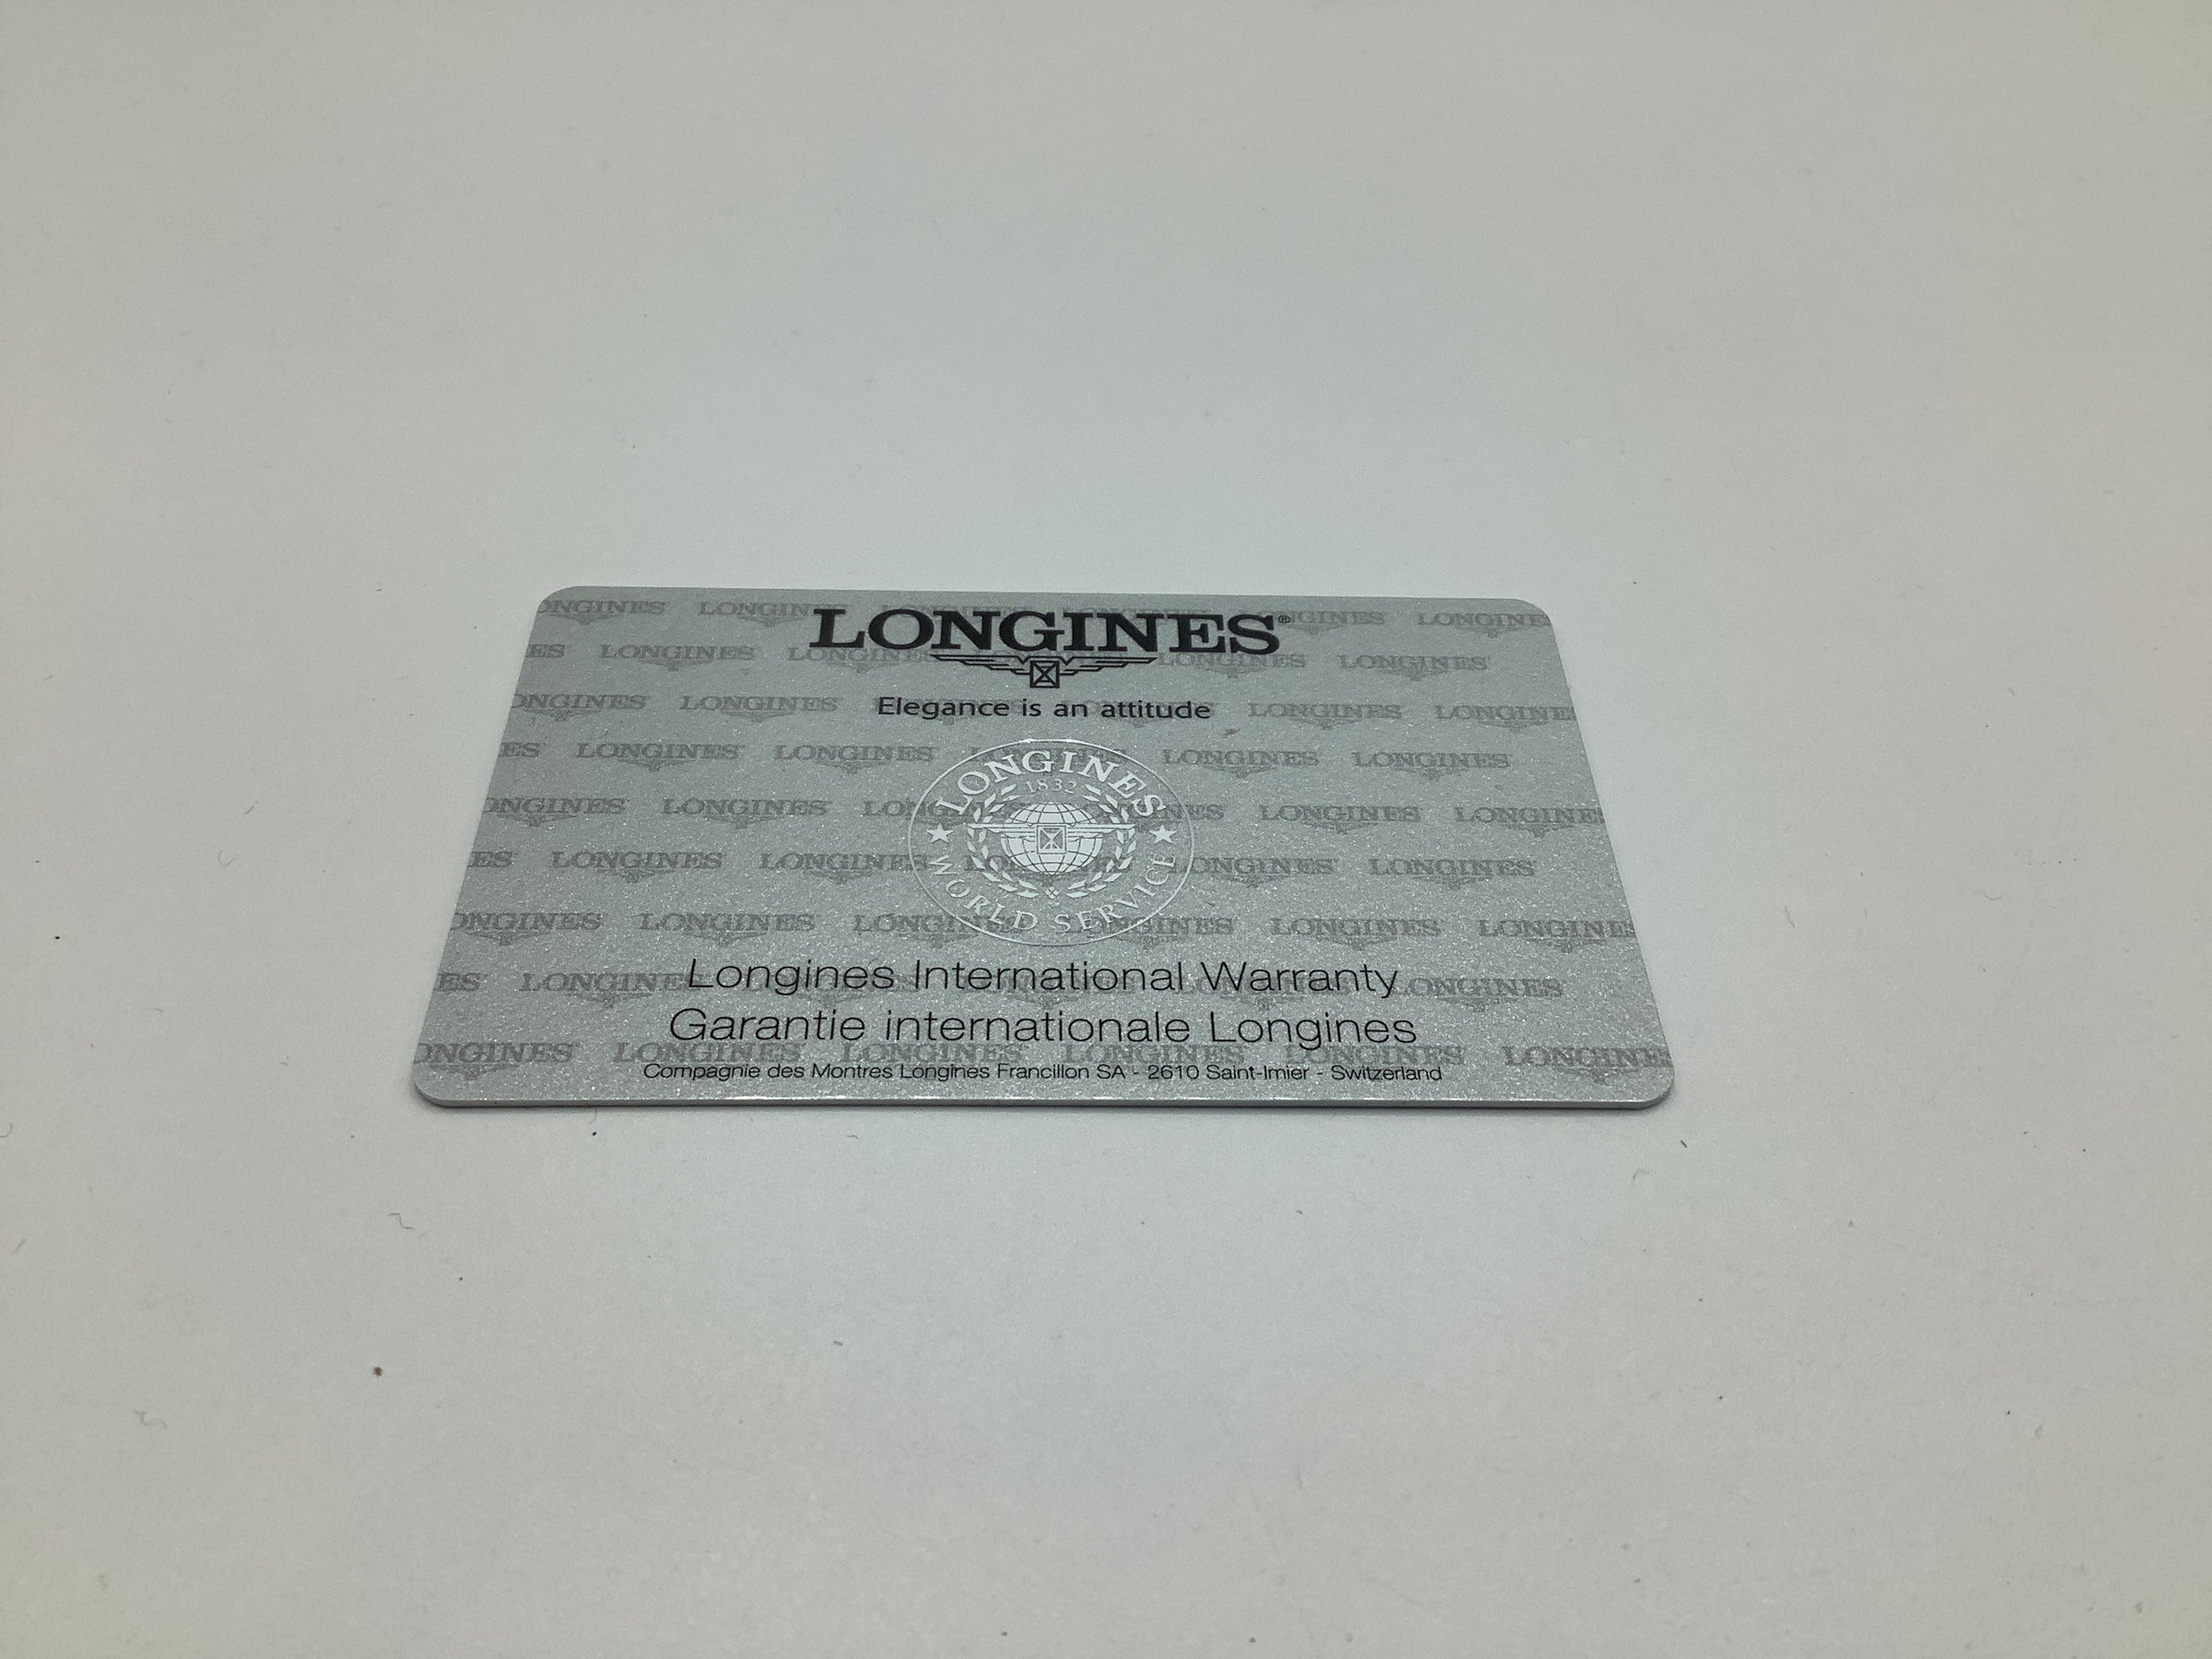 LONGINES®
Elegance is an attitude
LONGINES
1832
WORLD SERVICE
Longines International Warranty
Garantie internationale Longines
Compagnie des Montres Longines Francillon SA - 2610 Saint-Imier - Switzerland